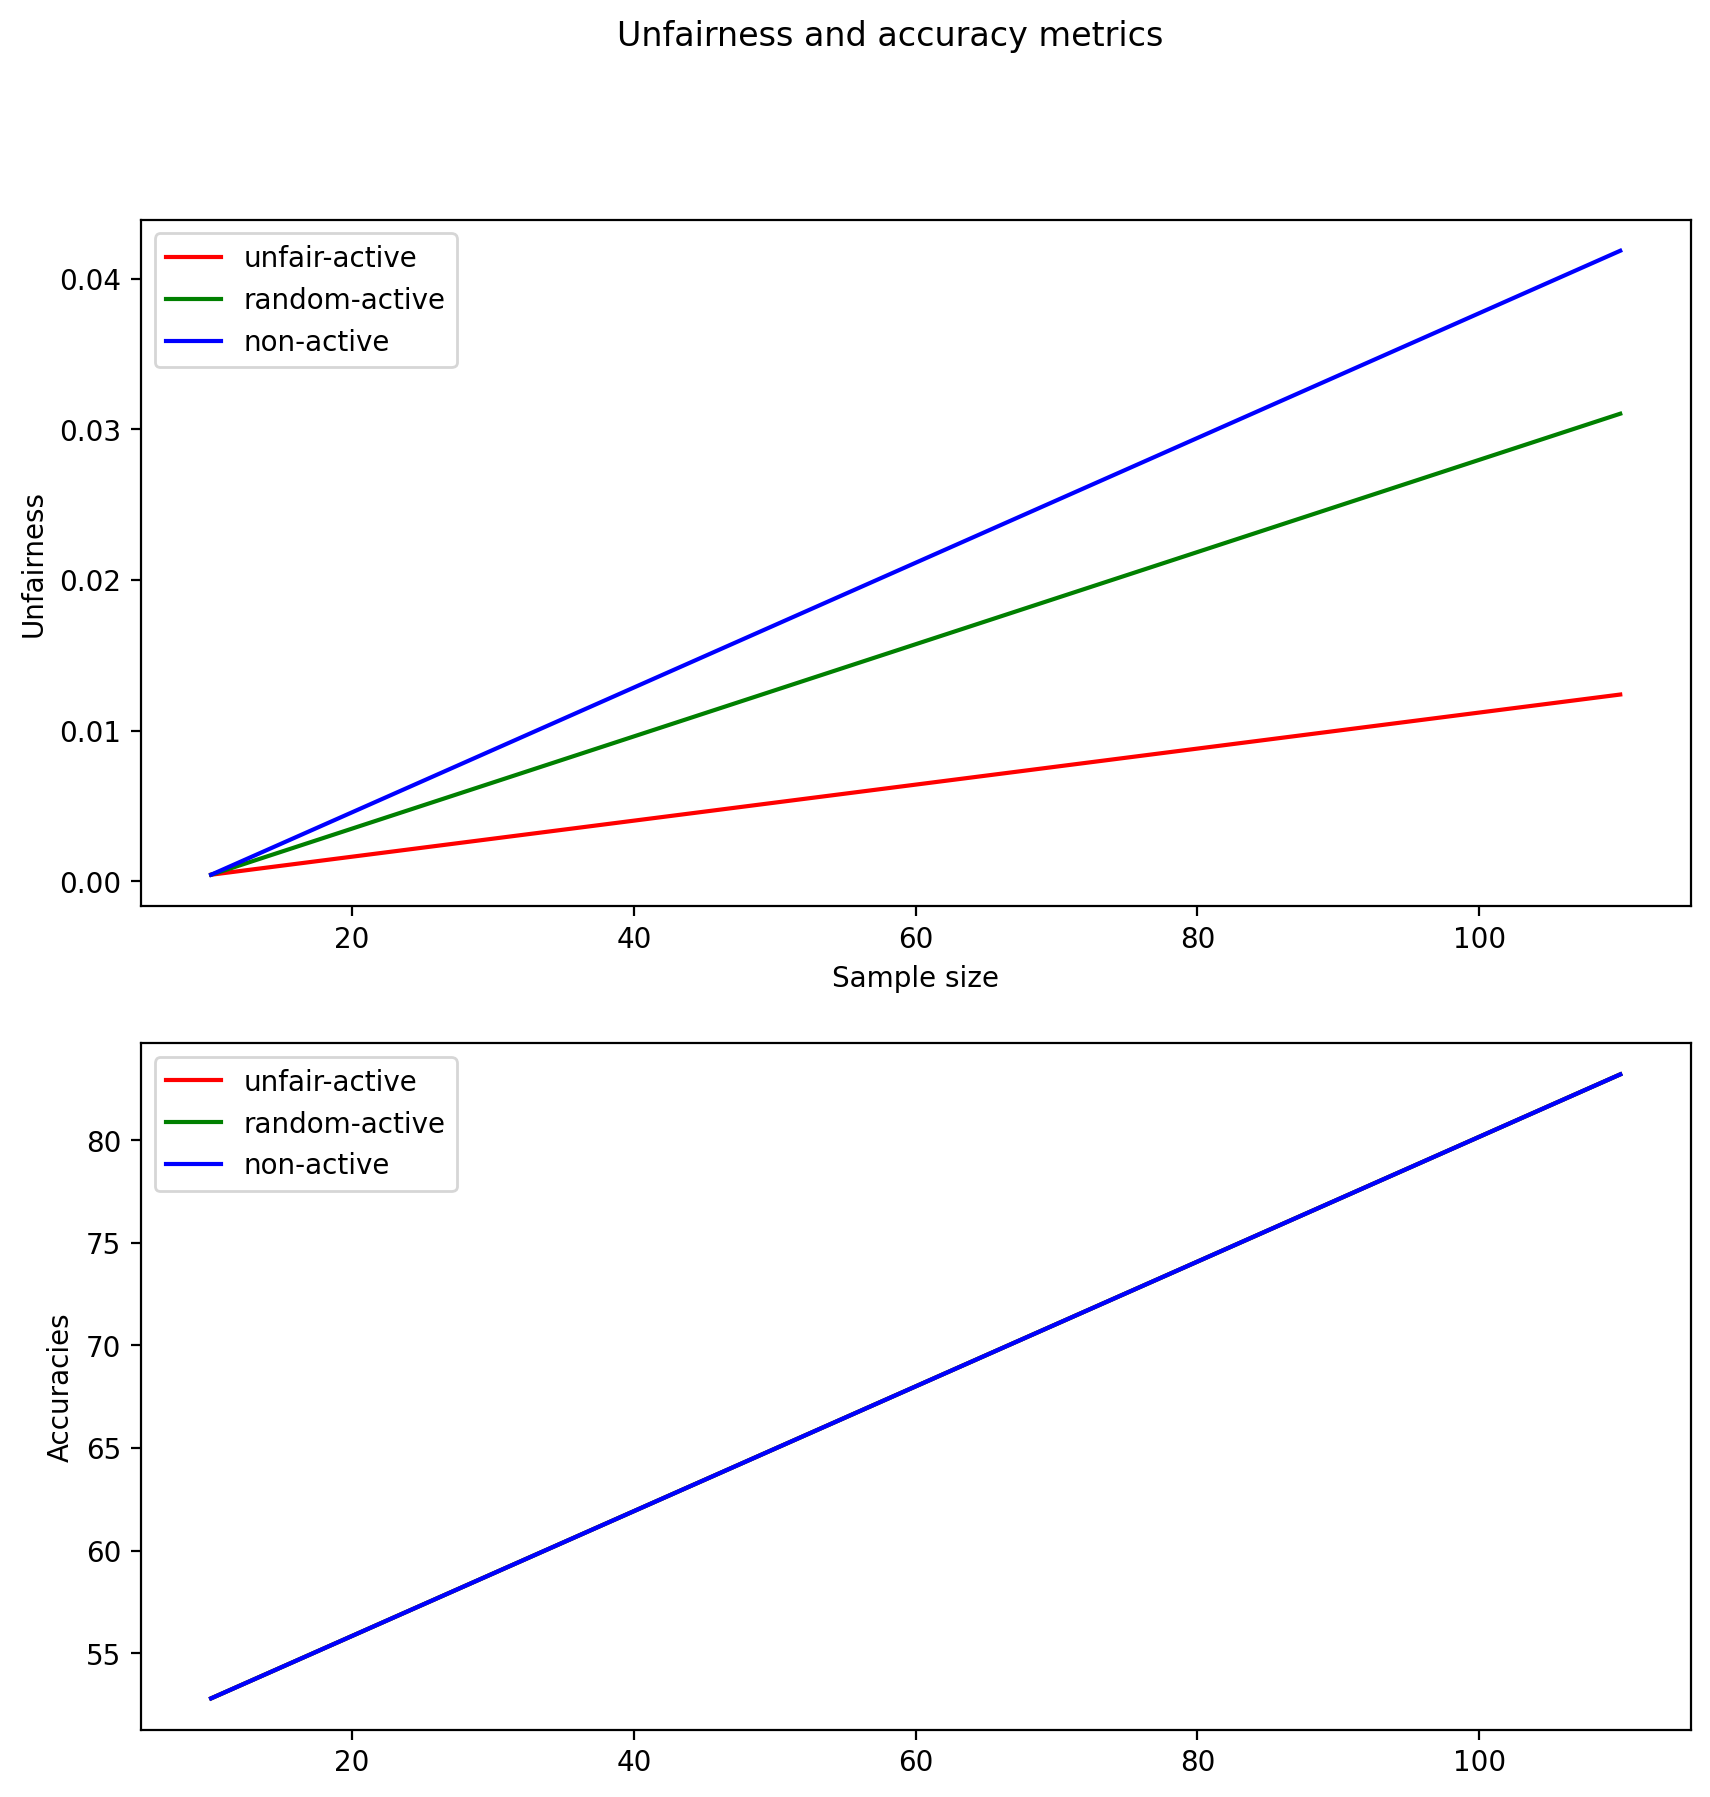 Unfairness and accuracy metrics
unfair-active
random-active
non-active
0.04
0.03
0.02
0.01
0.00
Unfairness
20 40 60 80 100
Sample size
unfair-active
random-active
non-active
80
75
70
65
60
55
Accuracies
20 40 60 80 100